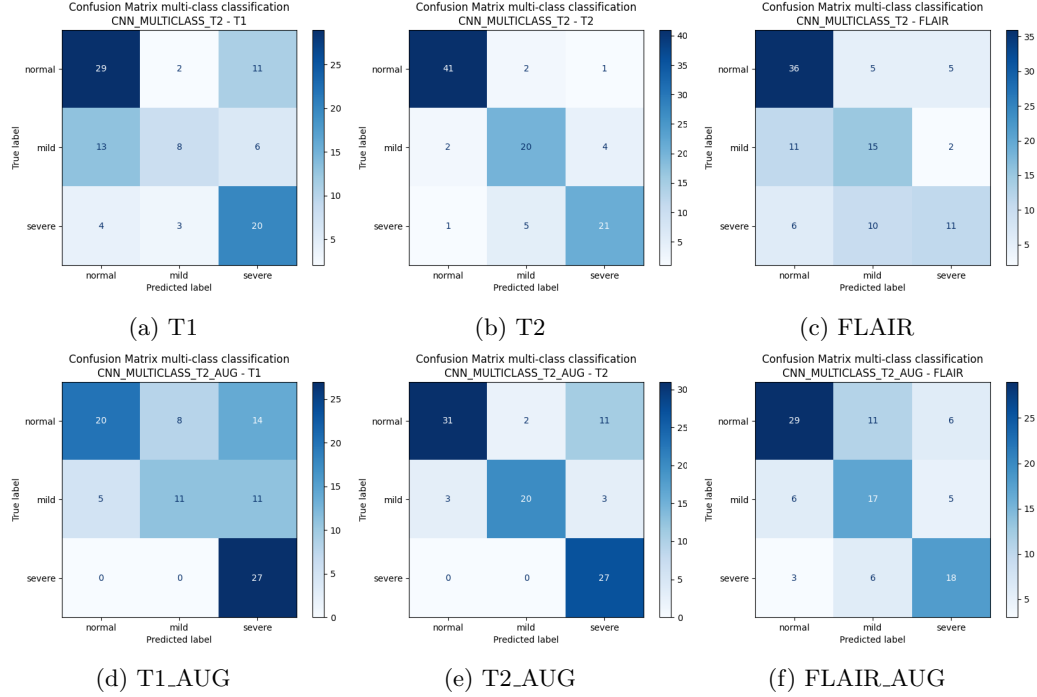 Confusion Matrix multi-class classification
CNN_MULTICLASS_T2 - T1
True label
normal
mild
severe
29 2 11
13 8 6
4 3 20
normal mild severe
Predicted label
25
20
15
10
5
(a) T1
Confusion Matrix multi-class classification
CNN_MULTICLASS_T2 - T2
True label
normal
mild
severe
41 2 1
2 20 4
1 5 21
normal mild severe
Predicted label
40
35
30
25
20
15
10
5
(b) T2
Confusion Matrix multi-class classification
CNN_MULTICLASS_T2 - FLAIR
True label
normal
mild
severe
36 5 5
11 15 2
6 10 11
normal mild severe
Predicted label
35
30
25
20
15
10
5
(c) FLAIR
Confusion Matrix multi-class classification
CNN_MULTICLASS_T2_AUG - T1
True label
normal
mild
severe
20 8 14
5 11 11
0 0 27
normal mild severe
Predicted label
25
20
15
10
5
0
(d) T1_AUG
Confusion Matrix multi-class classification
CNN_MULTICLASS_T2_AUG - T2
True label
normal
mild
severe
31 2 11
3 20 3
0 0 27
normal mild severe
Predicted label
30
25
20
15
10
5
0
(e) T2_AUG
Confusion Matrix multi-class classification
CNN_MULTICLASS_T2_AUG - FLAIR
True label
normal
mild
severe
29 11 6
6 17 5
3 6 18
normal mild severe
Predicted label
25
20
15
10
5
(f) FLAIR_AUG